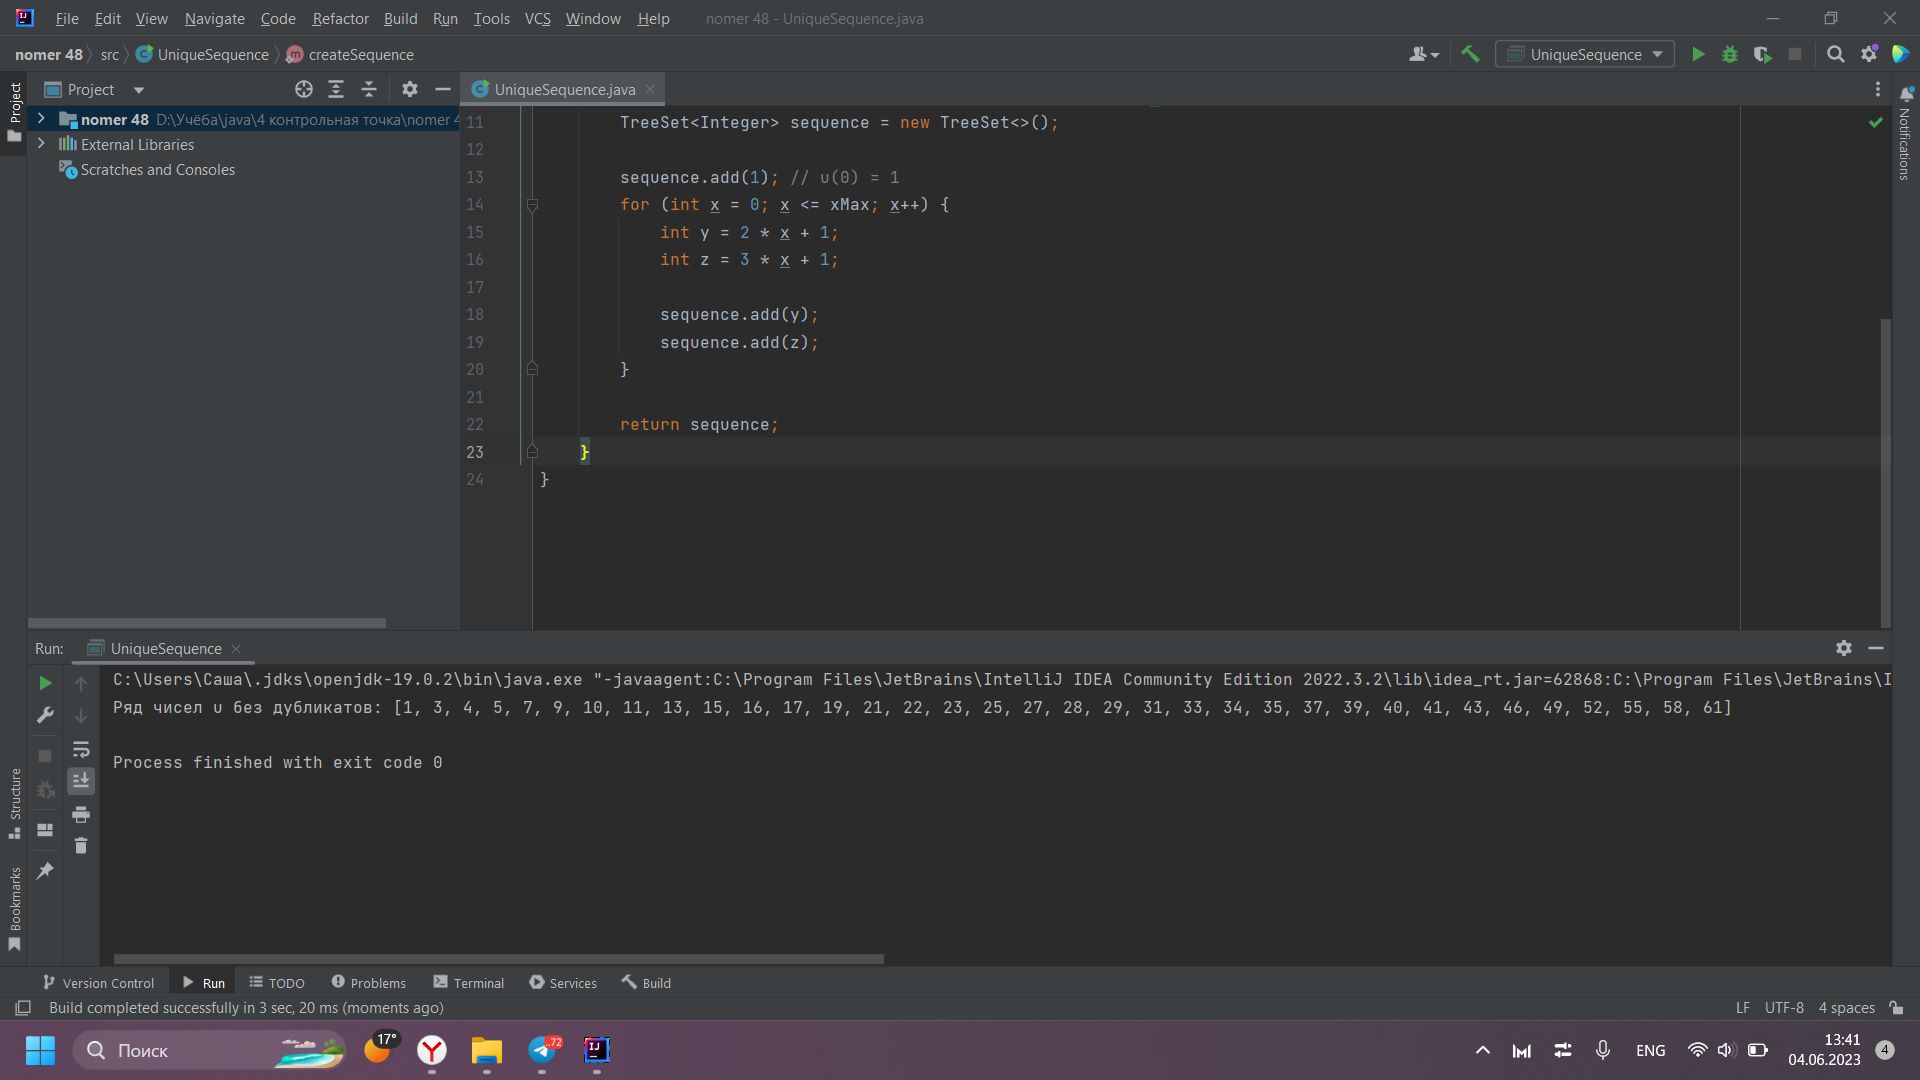 File Edit View Navigate Code Refactor Build Run Tools VCS Window Help nomer 48 - UniqueSequence.java
nomer 48 src UniqueSequence createSequence UniqueSequence
Project
Project
UniqueSequence.java
nomer 48 D:\Учёба\java\4 контрольная точка\nomer 4
External Libraries
Scratches and Consoles
11 TreeSet<Integer> sequence = new TreeSet<>();
12
13 sequence.add(1); // u(0) = 1
14 for (int x = 0; x <= xMax; x++) {
15 int y = 2 * x + 1;
16 int z = 3 * x + 1;
17
18 sequence.add(y);
19 sequence.add(z);
20 }
21
22 return sequence;
23 }
24 }
Notifications
Run: UniqueSequence
C:\Users\Саша\.jdks\openjdk-19.0.2\bin\java.exe "-javaagent:C:\Program Files\JetBrains\IntelliJ IDEA Community Edition 2022.3.2\lib\idea_rt.jar=62868:C:\Program Files\JetBrains\I
Ряд чисел u без дубликатов: [1, 3, 4, 5, 7, 9, 10, 11, 13, 15, 16, 17, 19, 21, 22, 23, 25, 27, 28, 29, 31, 33, 34, 35, 37, 39, 40, 41, 43, 46, 49, 52, 55, 58, 61]
Process finished with exit code 0
Structure
Bookmarks
Version Control Run TODO Problems Terminal Services Build
Build completed successfully in 3 sec, 20 ms (moments ago) LF UTF-8 4 spaces
Поиск 17° ..72 IJ ENG 13:41
04.06.2023 4